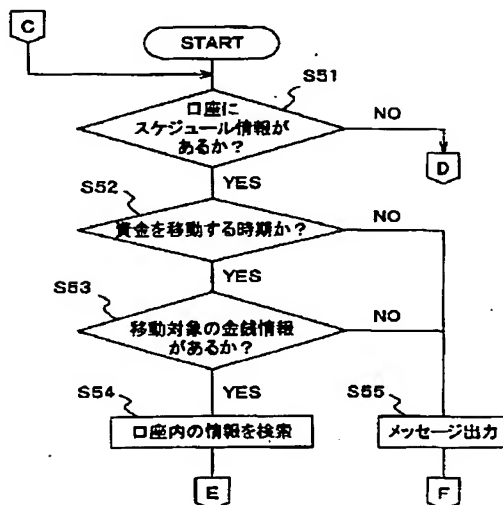 C
START
S51
口座に
スケジュール情報が
あるか？
NO
D
YES
S52
資金を移動する時期か？
NO
YES
S53
移動対象の金銭情報
があるか？
NO
YES
S54
口座内の情報を検索
S55
メッセージ出力
E
F